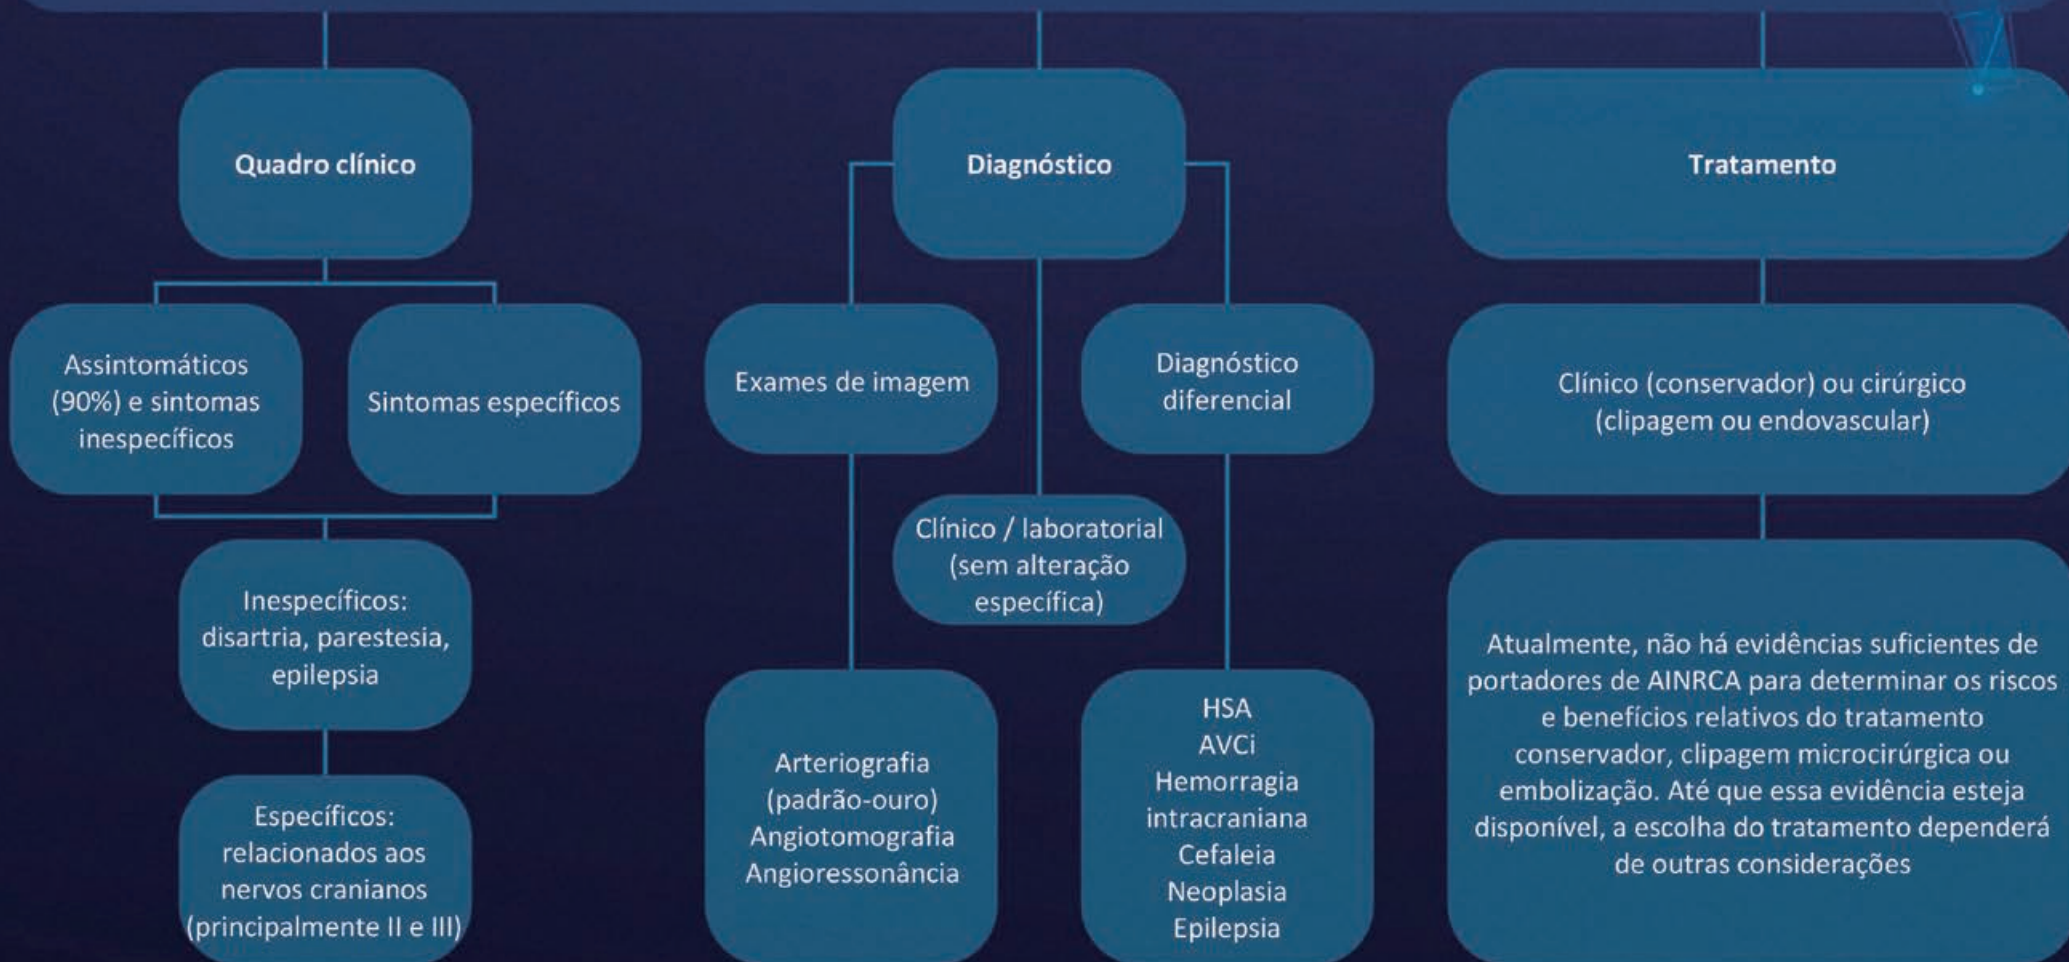 Quadro clínico
Assintomáticos
(90%) e sintomas
inespecíficos
Sintomas específicos
Inespecíficos:
disartria, parestesia,
epilepsia
Específicos:
relacionados aos
nervos cranianos
(principalmente II e III)
Diagnóstico
Exames de imagem
Arteriografia
(padrão-ouro)
Angiotomografia
Angioressonância
Clínico / laboratorial
(sem alteração
específica)
Diagnóstico
diferencial
HSA
AVCi
Hemorragia
intracraniana
Cefaleia
Neoplasia
Epilepsia
Tratamento
Clínico (conservador) ou cirúrgico
(clipagem ou endovascular)
Atualmente, não há evidências suficientes de
portadores de AINRCA para determinar os riscos
e benefícios relativos do tratamento
conservador, clipagem microcirúrgica ou
embolização. Até que essa evidência esteja
disponível, a escolha do tratamento dependerá
de outras considerações